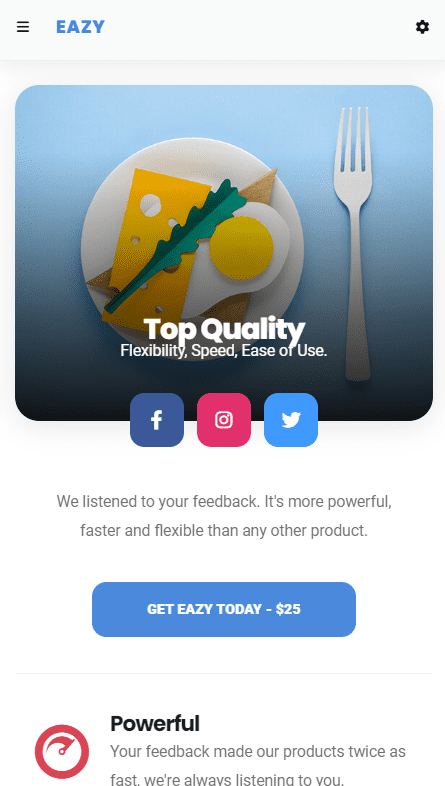 EAZY
Top Quality
Flexibility, Speed, Ease of Use.
We listened to your feedback. It's more powerful,
faster and flexible than any other product.
GET EAZY TODAY - $25
Powerful
Your feedback made our products twice as
fast, we're always listening to you.